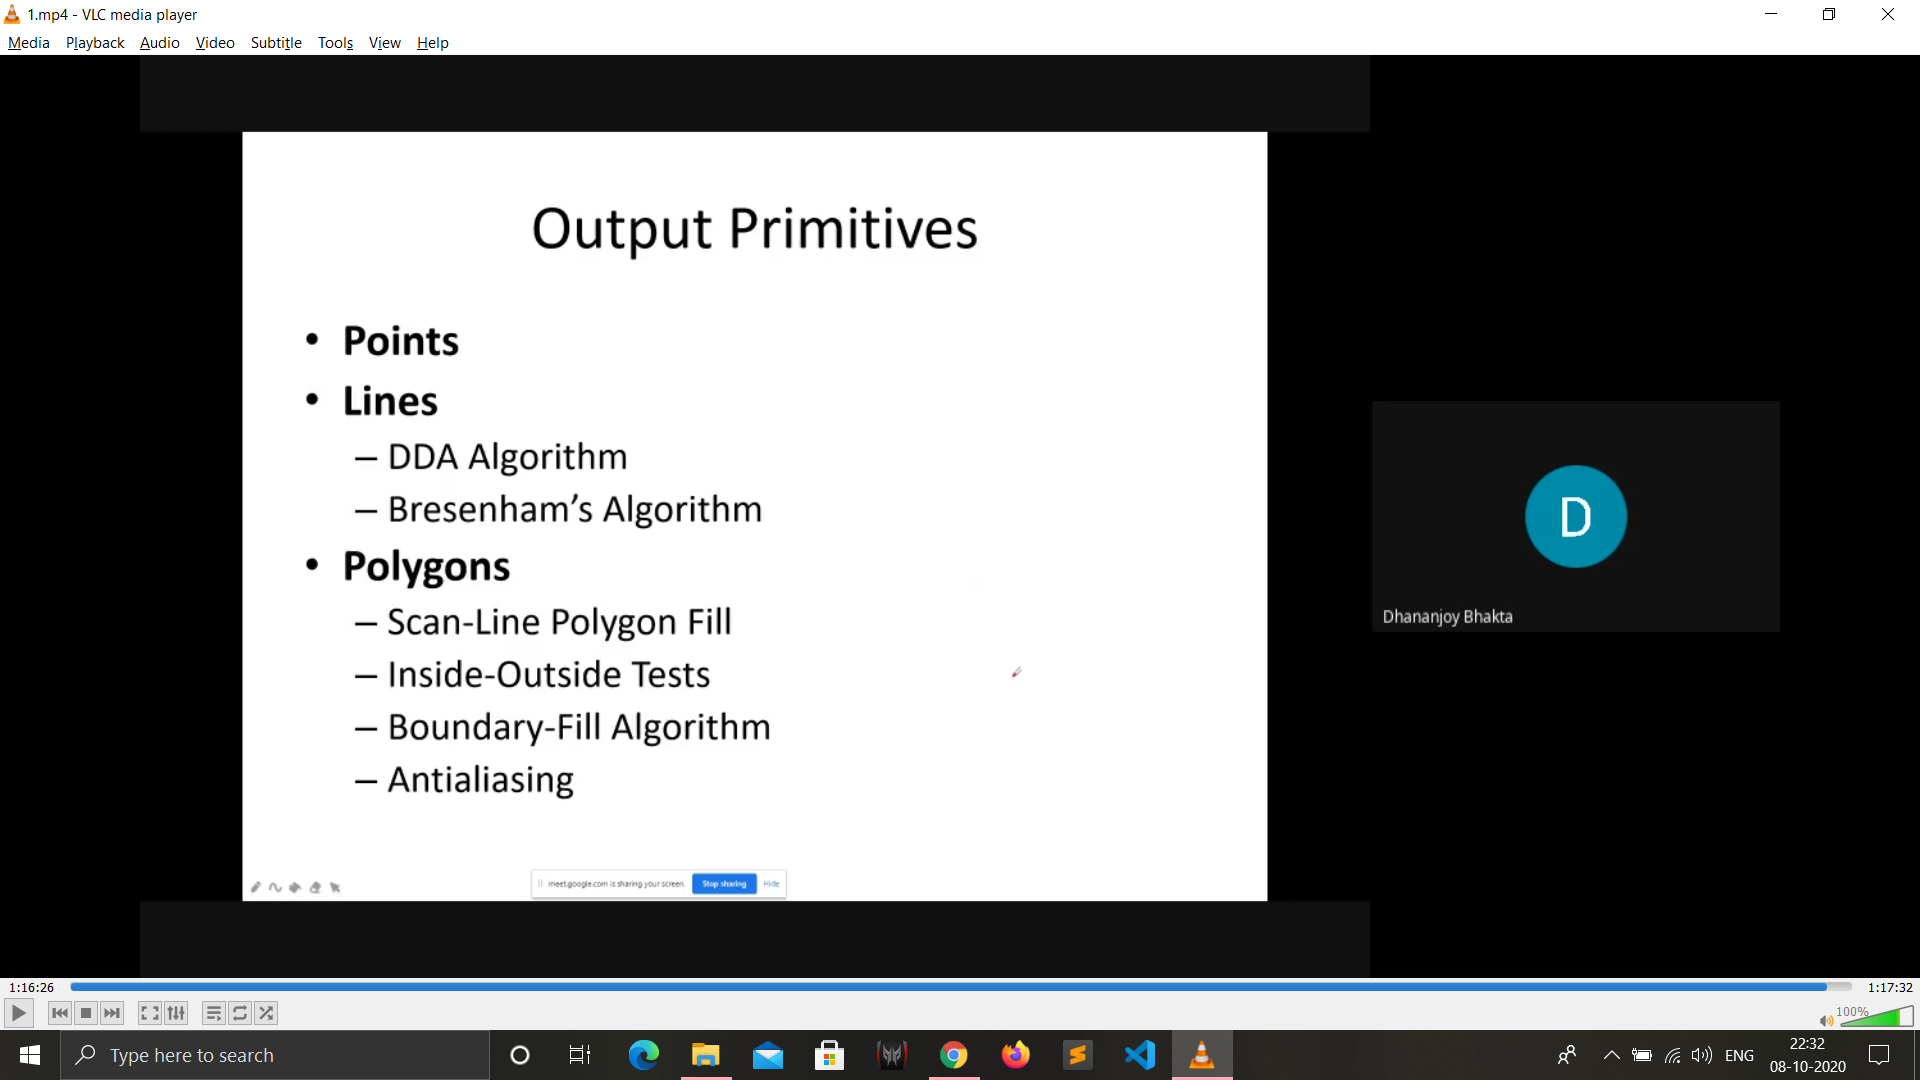 1.mp4 - VLC media player
Media Playback Audio Video Subtitle Tools View Help
Output Primitives
• Points
• Lines
– DDA Algorithm
– Bresenham’s Algorithm
• Polygons
– Scan-Line Polygon Fill
– Inside-Outside Tests
– Boundary-Fill Algorithm
– Antialiasing
meet.google.com is sharing your screen. Stop sharing Hide
D
Dhananjoy Bhakta
1:16:26 1:17:32
100%
Type here to search
ENG
22:32
08-10-2020